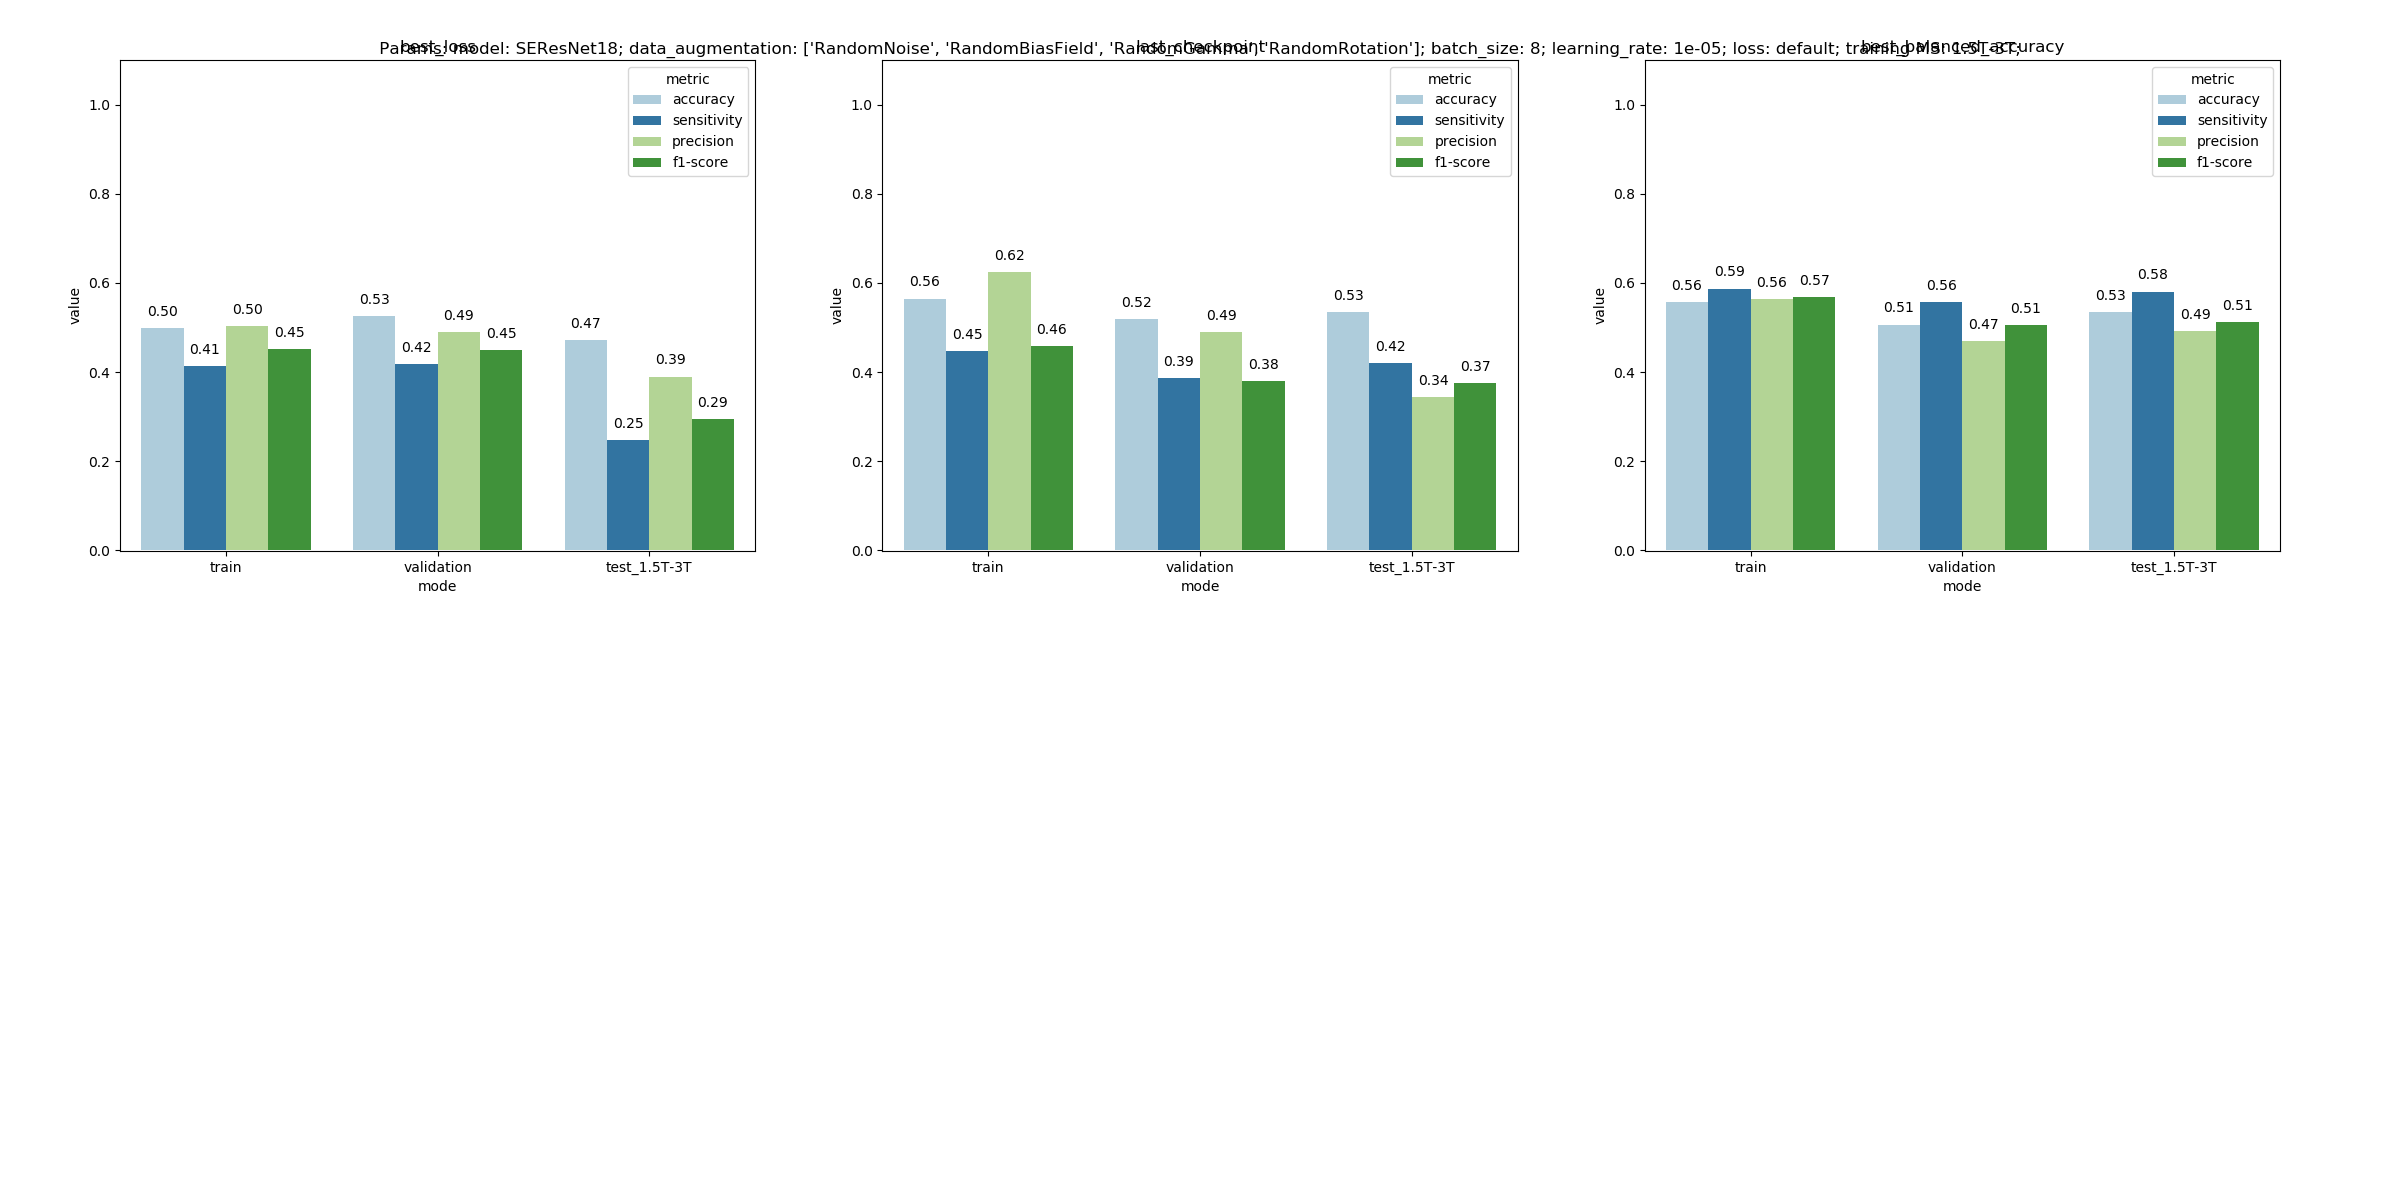 Params: model: SEResNet18; data_augmentation: ['RandomNoise', 'RandomBiasField', 'RandomGamma', 'RandomRotation']; batch_size: 8; learning_rate: 1e-05; loss: default; training MS: 1.5T-3T;
best_loss
last_checkpoint
best_balanced_accuracy
metric
accuracy
sensitivity
precision
f1-score
1.0
0.8
0.6
0.4
0.2
0.0
value
0.50
0.41
0.50
0.45
0.53
0.42
0.49
0.45
0.47
0.25
0.39
0.29
train validation test_1.5T-3T
mode
metric
accuracy
sensitivity
precision
f1-score
1.0
0.8
0.6
0.4
0.2
0.0
value
0.56
0.45
0.62
0.46
0.52
0.39
0.49
0.38
0.53
0.42
0.34
0.37
train validation test_1.5T-3T
mode
metric
accuracy
sensitivity
precision
f1-score
1.0
0.8
0.6
0.4
0.2
0.0
value
0.56
0.59
0.56
0.57
0.51
0.56
0.47
0.51
0.53
0.58
0.49
0.51
train validation test_1.5T-3T
mode